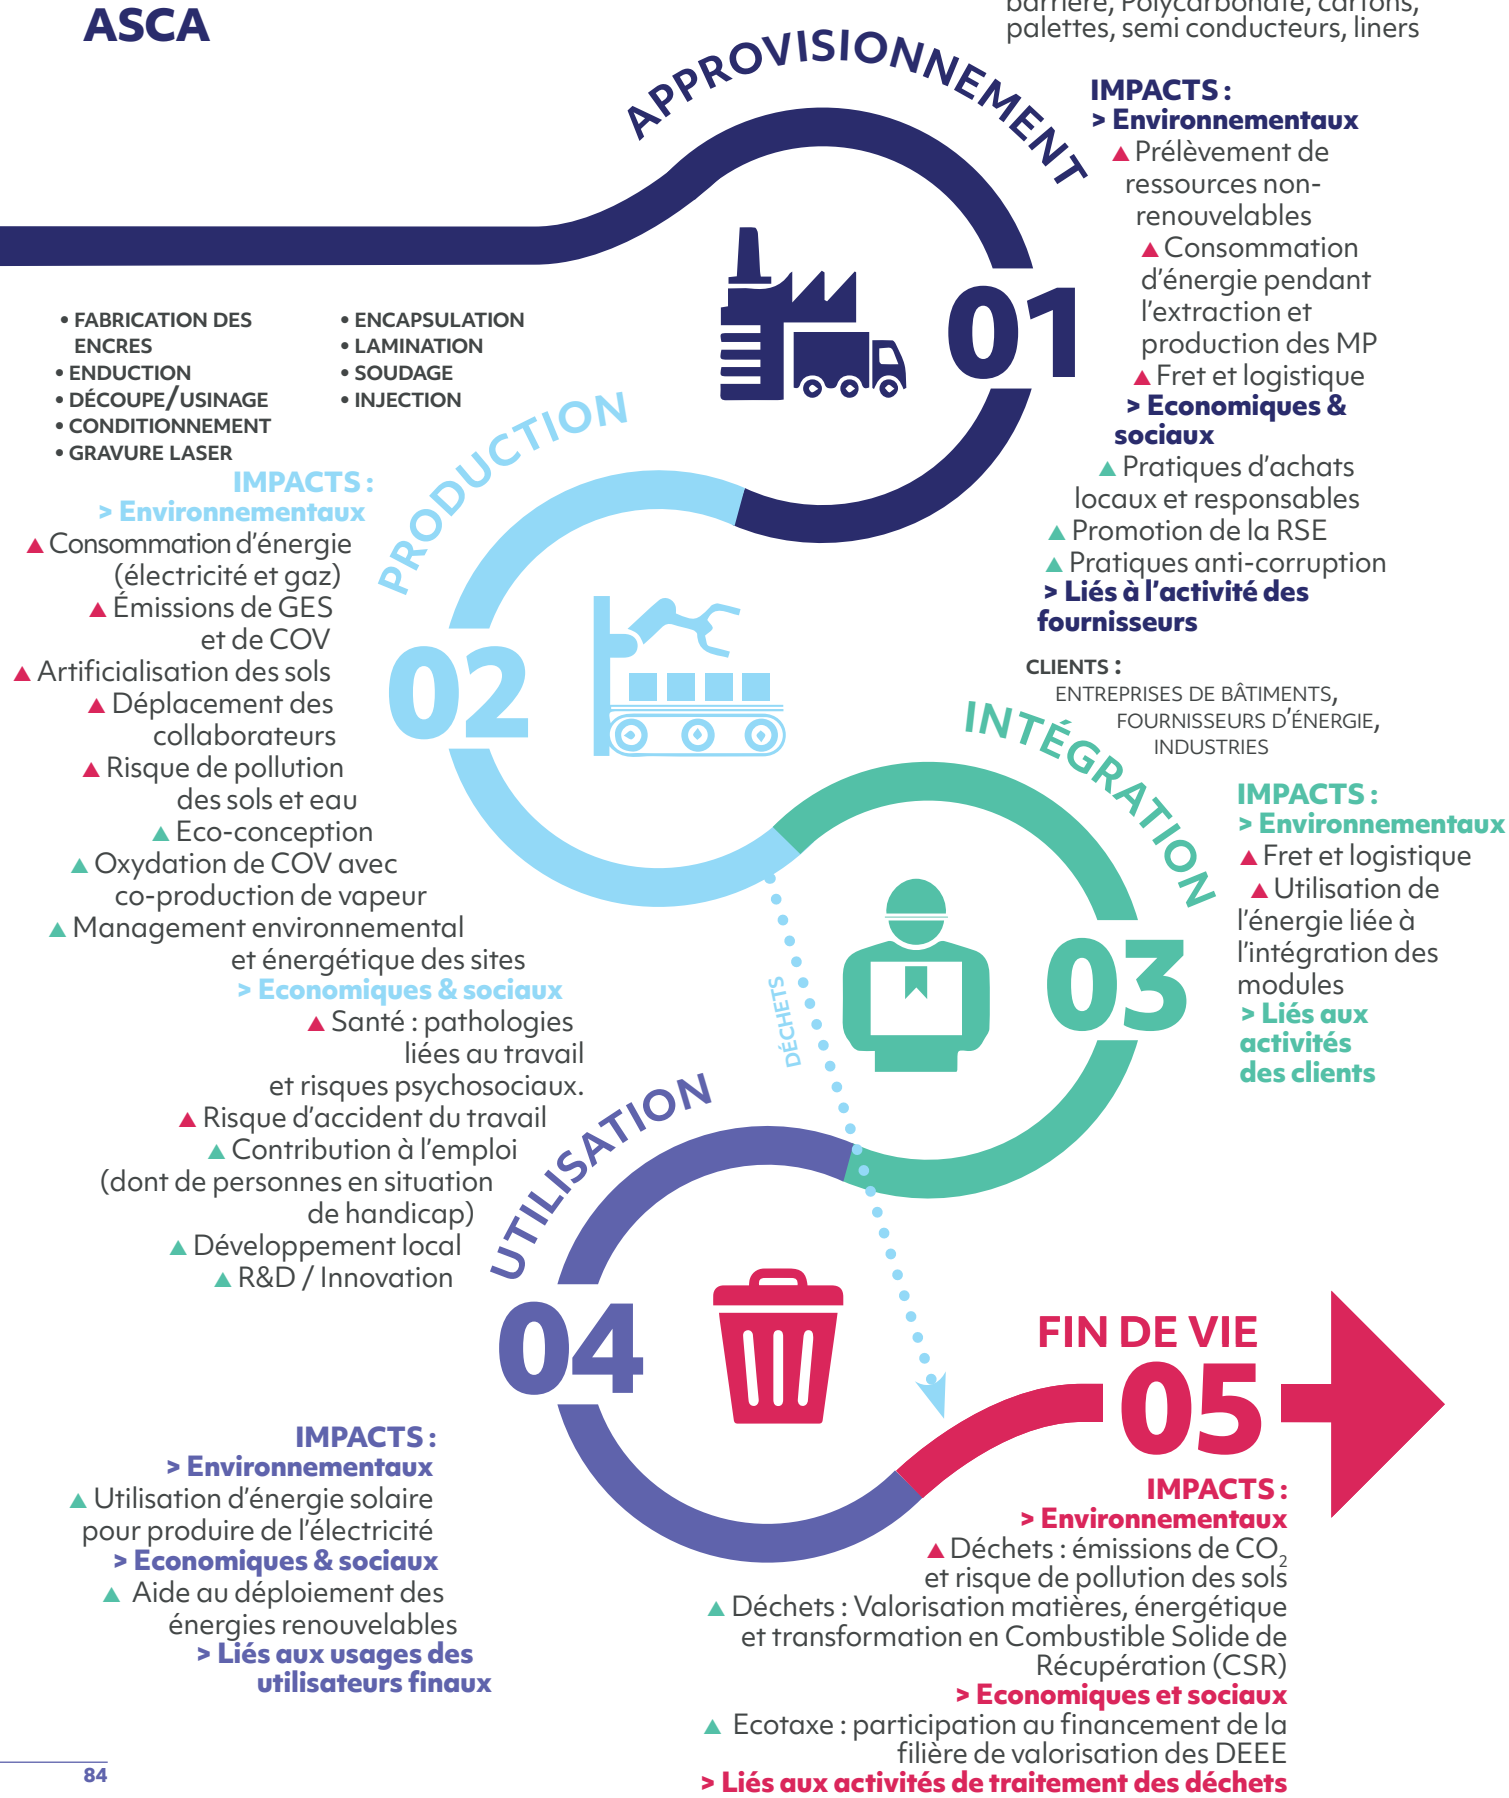 ASCA
barrière, Polycarbonate, cartons,
palettes, semi conducteurs, liners
APPROVISIONNEMENT
01
IMPACTS :
> Environnementaux
▲ Prélèvement de
ressources non-
renouvelables
▲ Consommation
d'énergie pendant
l'extraction et
production des MP
▲ Fret et logistique
> Economiques &
sociaux
▲ Pratiques d'achats
locaux et responsables
▲ Promotion de la RSE
▲ Pratiques anti-corruption
> Liés à l'activité des
fournisseurs
• FABRICATION DES
ENCRES
• ENDUCTION
• DÉCOUPE/USINAGE
• CONDITIONNEMENT
• GRAVURE LASER
• ENCAPSULATION
• LAMINATION
• SOUDAGE
• INJECTION
PRODUCTION
02
IMPACTS :
> Environnementaux
▲ Consommation d'énergie
(électricité et gaz)
▲ Émissions de GES
et de COV
▲ Artificialisation des sols
▲ Déplacement des
collaborateurs
▲ Risque de pollution
des sols et eau
▲ Eco-conception
▲ Oxydation de COV avec
co-production de vapeur
▲ Management environnemental
et énergétique des sites
> Economiques & sociaux
▲ Santé : pathologies
liées au travail
et risques psychosociaux.
▲ Risque d'accident du travail
▲ Contribution à l'emploi
(dont de personnes en situation
de handicap)
▲ Développement local
▲ R&D / Innovation
DÉCHETS
CLIENTS :
ENTREPRISES DE BÂTIMENTS,
FOURNISSEURS D'ÉNERGIE,
INDUSTRIES
INTÉGRATION
03
IMPACTS :
> Environnementaux
▲ Fret et logistique
▲ Utilisation de
l'énergie liée à
l'intégration des
modules
> Liés aux
activités
des clients
UTILISATION
04
IMPACTS :
> Environnementaux
▲ Utilisation d'énergie solaire
pour produire de l'électricité
> Economiques & sociaux
▲ Aide au déploiement des
énergies renouvelables
> Liés aux usages des
utilisateurs finaux
FIN DE VIE
05
IMPACTS :
> Environnementaux
▲ Déchets : émissions de CO₂
et risque de pollution des sols
▲ Déchets : Valorisation matières, énergétique
et transformation en Combustible Solide de
Récupération (CSR)
> Economiques et sociaux
▲ Ecotaxe : participation au financement de la
filière de valorisation des DEEE
> Liés aux activités de traitement des déchets
84